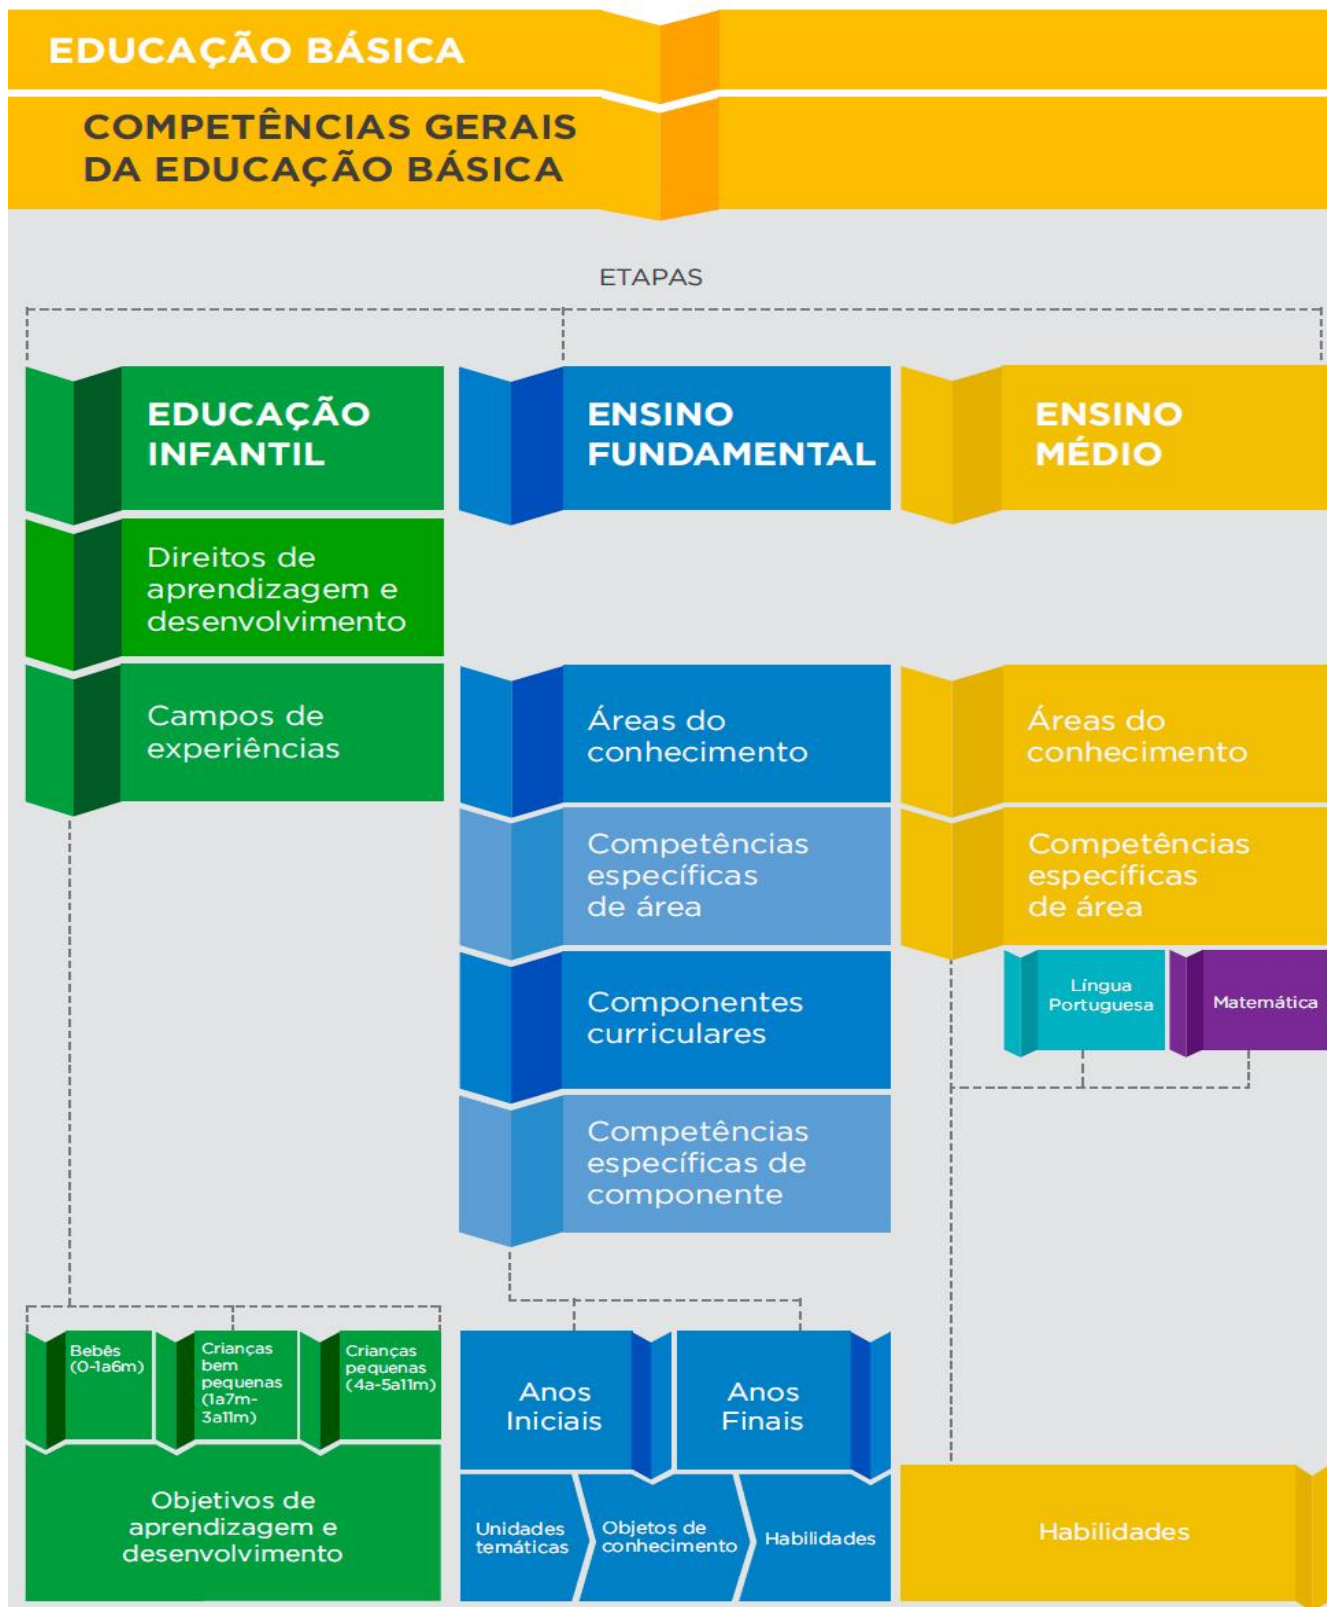 EDUCAÇÃO BÁSICA
COMPETÊNCIAS GERAIS
DA EDUCAÇÃO BÁSICA
ETAPAS
EDUCAÇÃO
INFANTIL
Direitos de
aprendizagem e
desenvolvimento
Campos de
experiências
Bebês
(0-1a6m)
Crianças
bem
pequenas
(1a7m-
3a11m)
Crianças
pequenas
(4a-5a11m)
Objetivos de
aprendizagem e
desenvolvimento
ENSINO
FUNDAMENTAL
Áreas do
conhecimento
Competências
específicas
de área
Componentes
curriculares
Competências
específicas de
componente
Anos
Iniciais
Anos
Finais
Unidades
temáticas
Objetos de
conhecimento
Habilidades
ENSINO
MÉDIO
Áreas do
conhecimento
Competências
específicas
de área
Língua
Portuguesa
Matemática
Habilidades